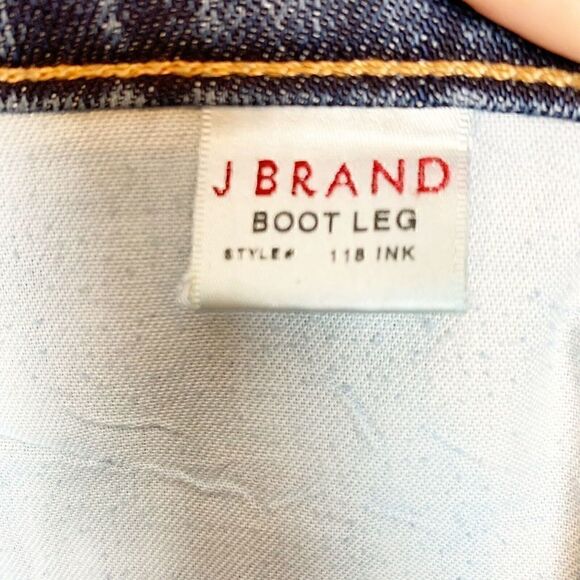 J BRAND
BOOT LEG
STYLE# 118 INK